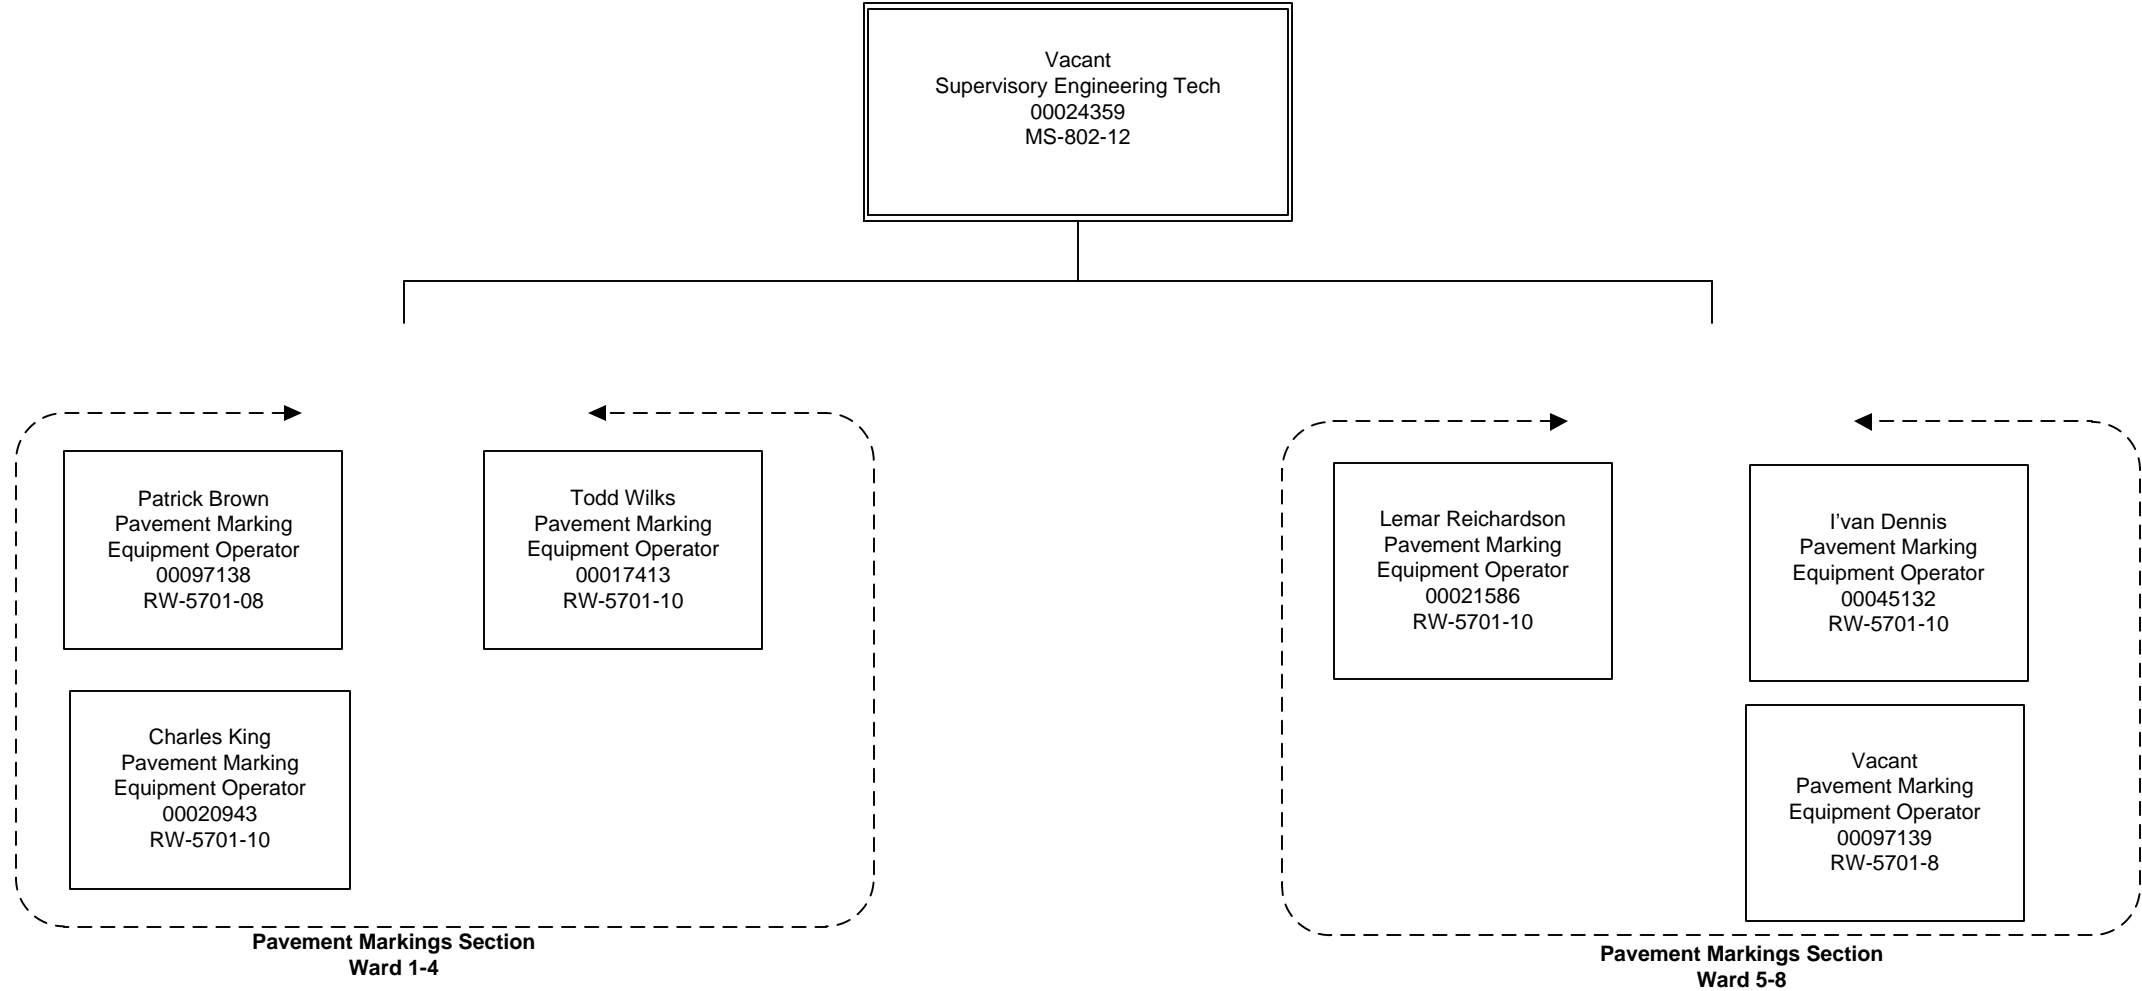 Vacant
Supervisory Engineering Tech
00024359
MS-802-12
Patrick Brown
Pavement Marking
Equipment Operator
00097138
RW-5701-08
Todd Wilks
Pavement Marking
Equipment Operator
00017413
RW-5701-10
Charles King
Pavement Marking
Equipment Operator
00020943
RW-5701-10
Pavement Markings Section
Ward 1-4
Lemar Reichardson
Pavement Marking
Equipment Operator
00021586
RW-5701-10
I'van Dennis
Pavement Marking
Equipment Operator
00045132
RW-5701-10
Vacant
Pavement Marking
Equipment Operator
00097139
RW-5701-8
Pavement Markings Section
Ward 5-8